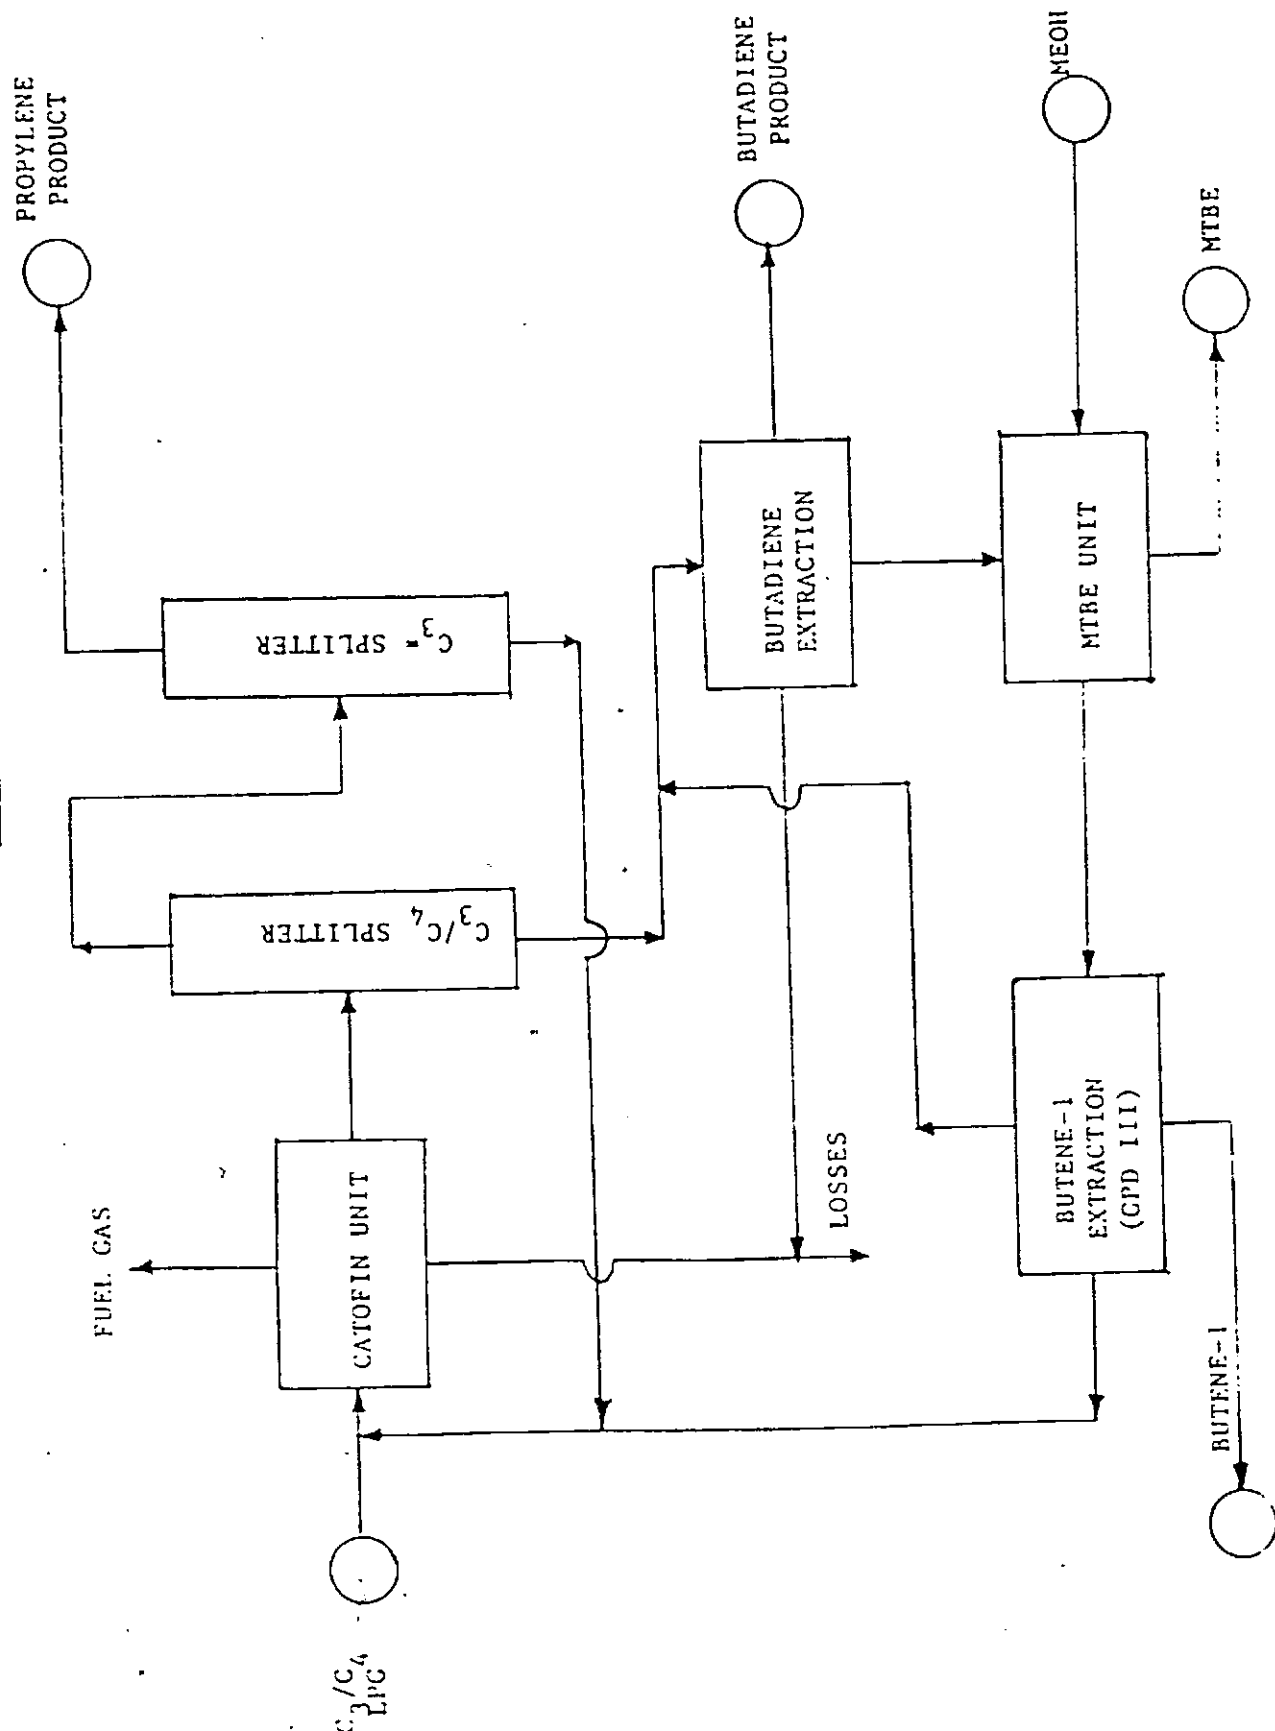 PROPYLENE
PRODUCT
C3= SPLITTER
C3/C4 SPLITTER
FUEL GAS
CATOFIN UNIT
C3/C4
LPG
BUTADIENE
PRODUCT
BUTADIENE
EXTRACTION
LOSSES
MEOH
MTBE UNIT
MTBE
BUTENE-1
EXTRACTION
(GPD III)
BUTENE-1